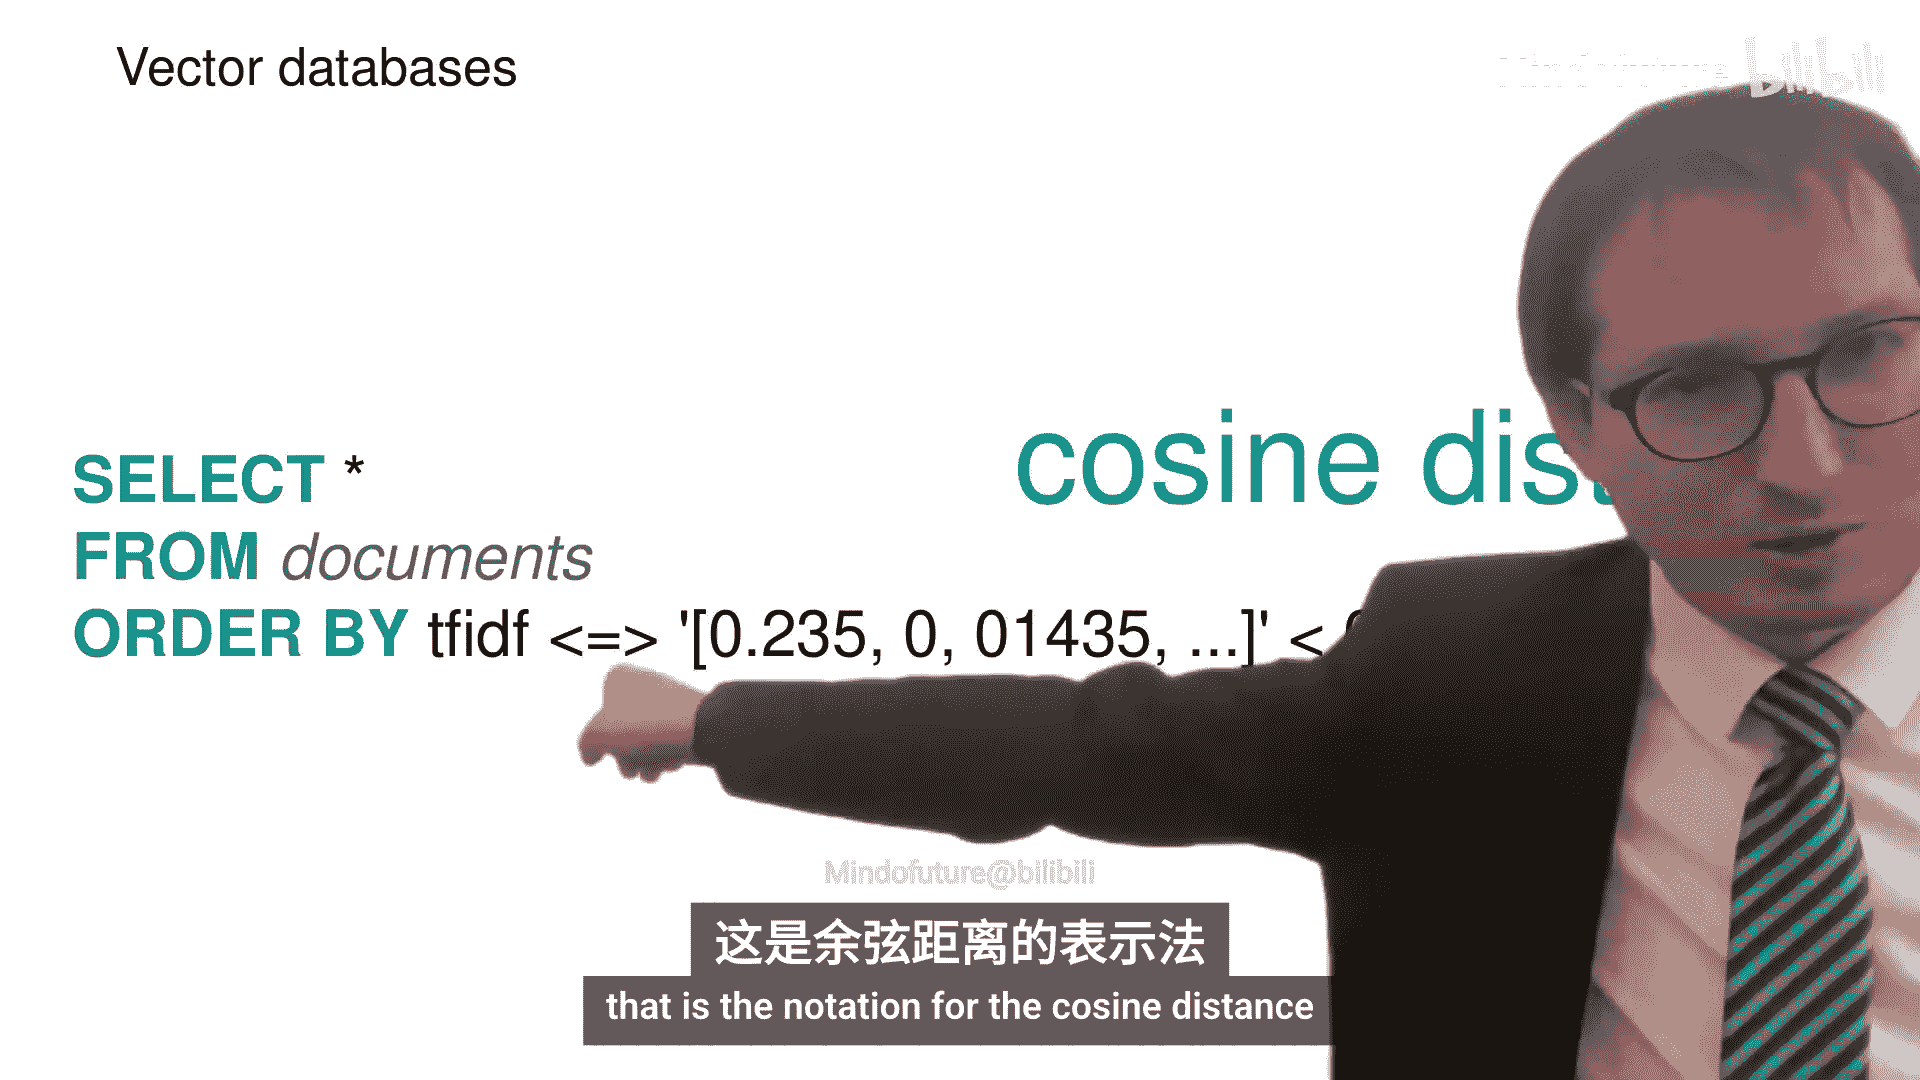 Vector databases
bilibili
cosine
SELECT *
FROM documents
ORDER BY tfidf <=> '[0.235, 0, 01435, ...]' <
Mindofuture@bilibili
这是余弦距离的表示法
that is the notation for the cosine distance